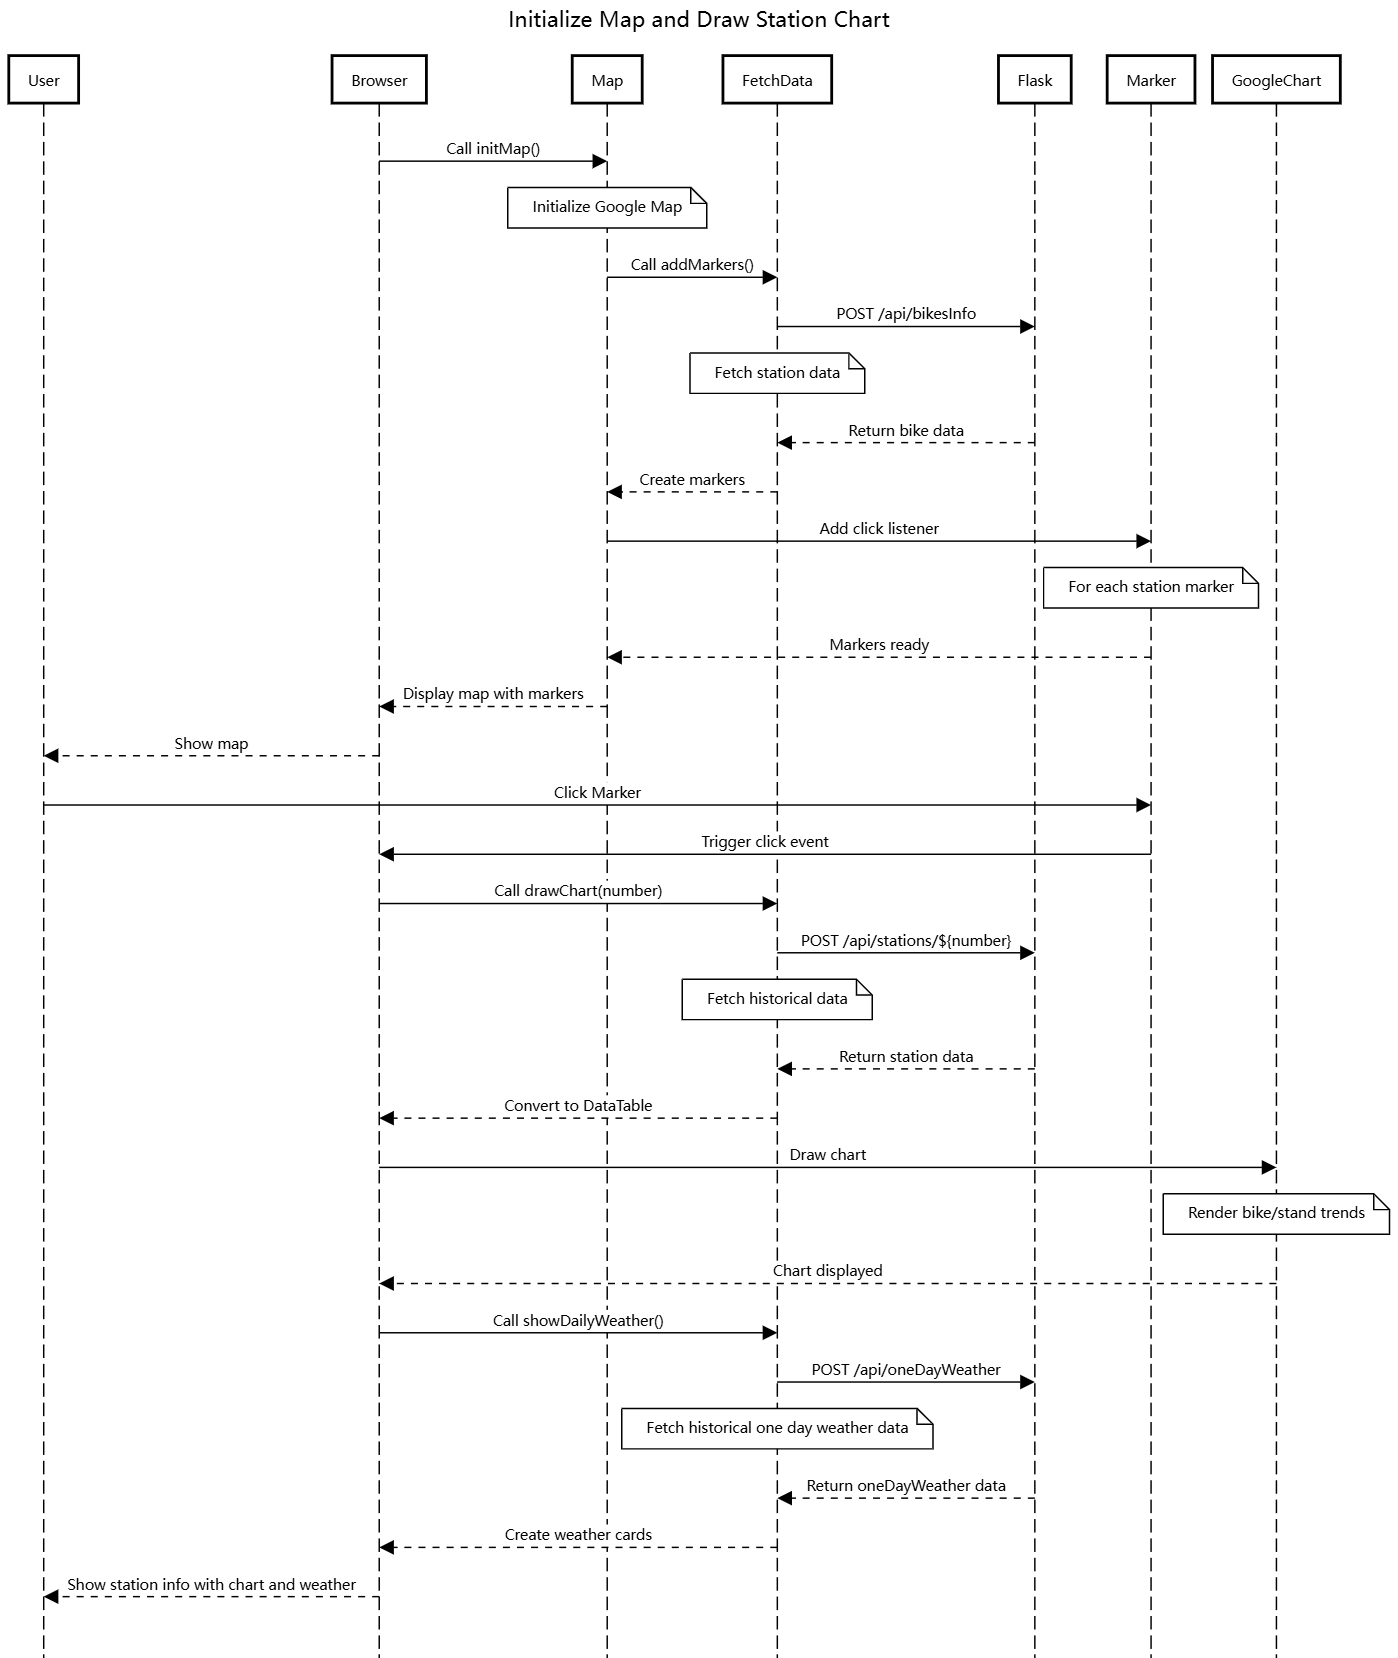 Initialize Map and Draw Station Chart
User
Browser
Map
FetchData
Flask
Marker
GoogleChart
Call initMap()
Initialize Google Map
Call addMarkers()
POST /api/bikesInfo
Fetch station data
Return bike data
Create markers
Add click listener
For each station marker
Markers ready
Display map with markers
Show map
Click Marker
Trigger click event
Call drawChart(number)
POST /api/stations/${number}
Fetch historical data
Return station data
Convert to DataTable
Draw chart
Render bike/stand trends
Chart displayed
Call showDailyWeather()
POST /api/oneDayWeather
Fetch historical one day weather data
Return oneDayWeather data
Create weather cards
Show station info with chart and weather